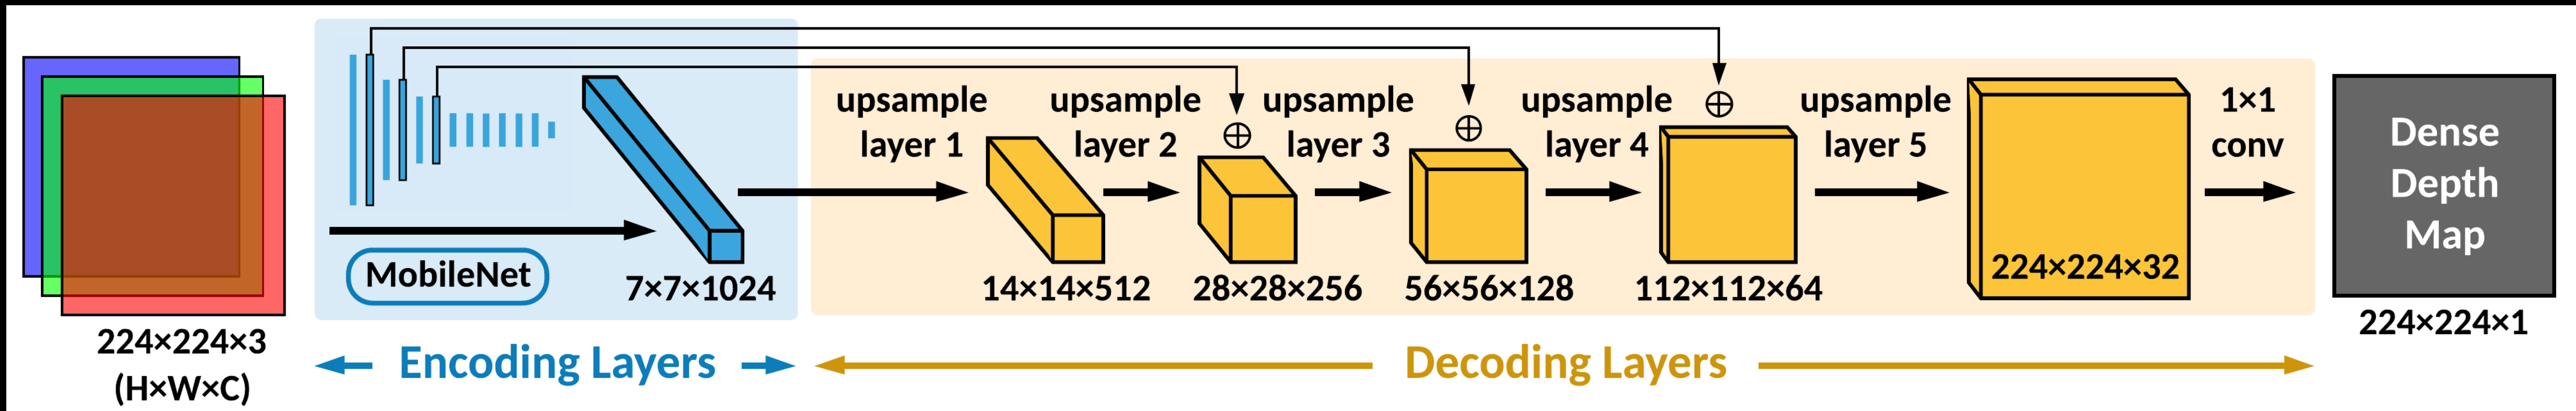 224×224×3
(H×W×C)
MobileNet
7×7×1024
Encoding Layers
upsample
layer 1
14×14×512
upsample
layer 2
⊕
28×28×256
upsample
layer 3
⊕
56×56×128
upsample
layer 4
⊕
112×112×64
upsample
layer 5
224×224×32
1×1
conv
Decoding Layers
Dense
Depth
Map
224×224×1